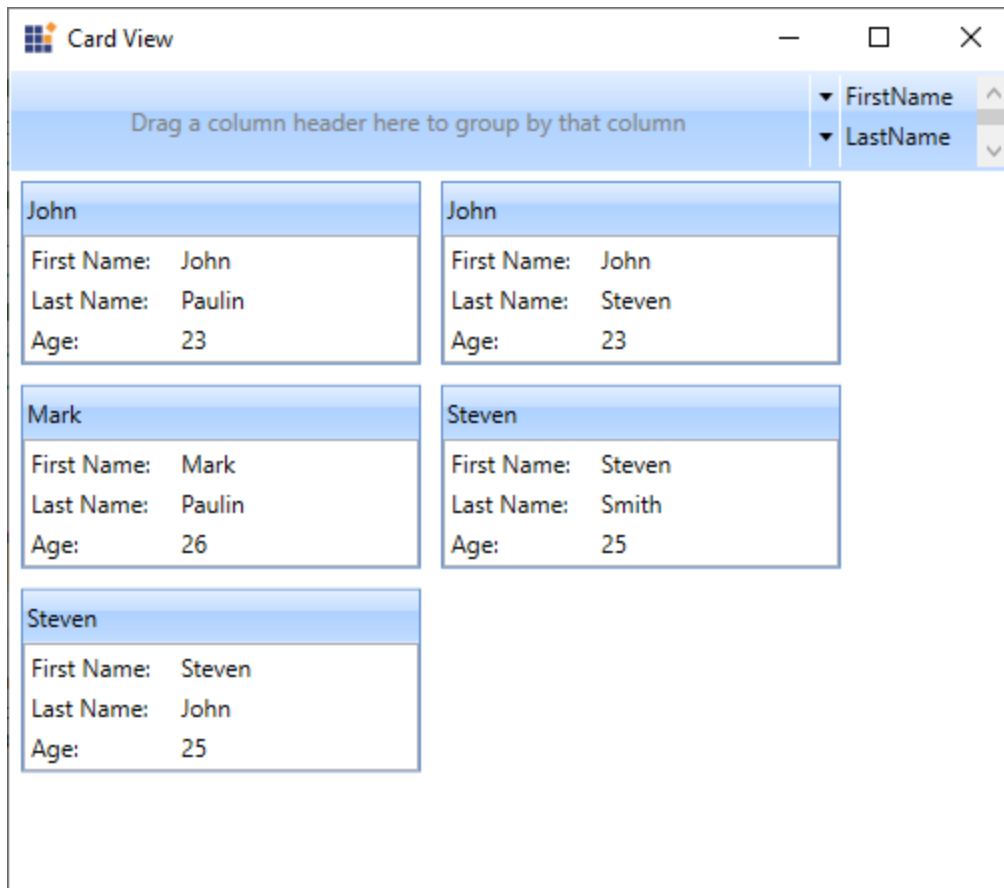 Card View
Drag a column header here to group by that column
FirstName
LastName
John
First Name: John
Last Name: Paulin
Age: 23
John
First Name: John
Last Name: Steven
Age: 23
Mark
First Name: Mark
Last Name: Paulin
Age: 26
Steven
First Name: Steven
Last Name: Smith
Age: 25
Steven
First Name: Steven
Last Name: John
Age: 25